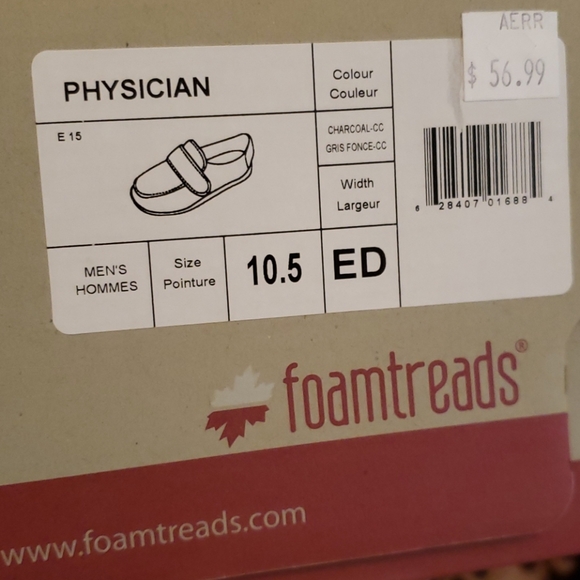 AERR
$ 56.99
PHYSICIAN
Colour
Couleur
E 15
CHARCOAL-CC
GRIS FONCE-CC
Width
Largeur
6 28407 01688 4
MEN'S
HOMMES
Size
Pointure
10.5
ED
foamtreads®
www.foamtreads.com